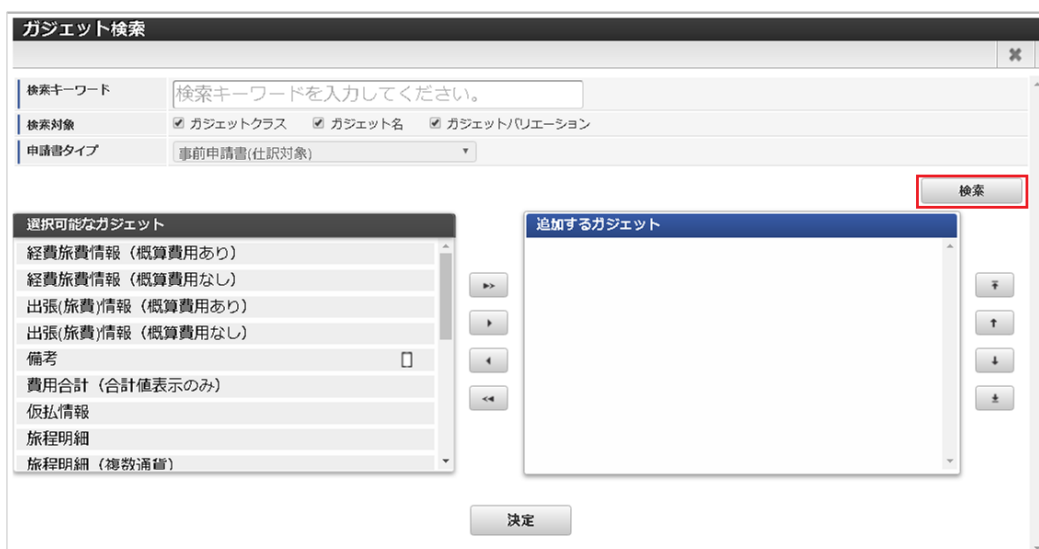 ガジェット検索
検索キーワード 検索キーワードを入力してください。
検索対象 ガジェットクラス ガジェット名 ガジェットバリエーション
申請書タイプ 事前申請書(仕訳対象)
検索
選択可能なガジェット
経費旅費情報（概算費用あり）
経費旅費情報（概算費用なし）
出張(旅費)情報（概算費用あり）
出張(旅費)情報（概算費用なし）
備考
費用合計（合計値表示のみ）
仮払情報
旅程明細
旅程明細（複数通貨）
追加するガジェット
決定